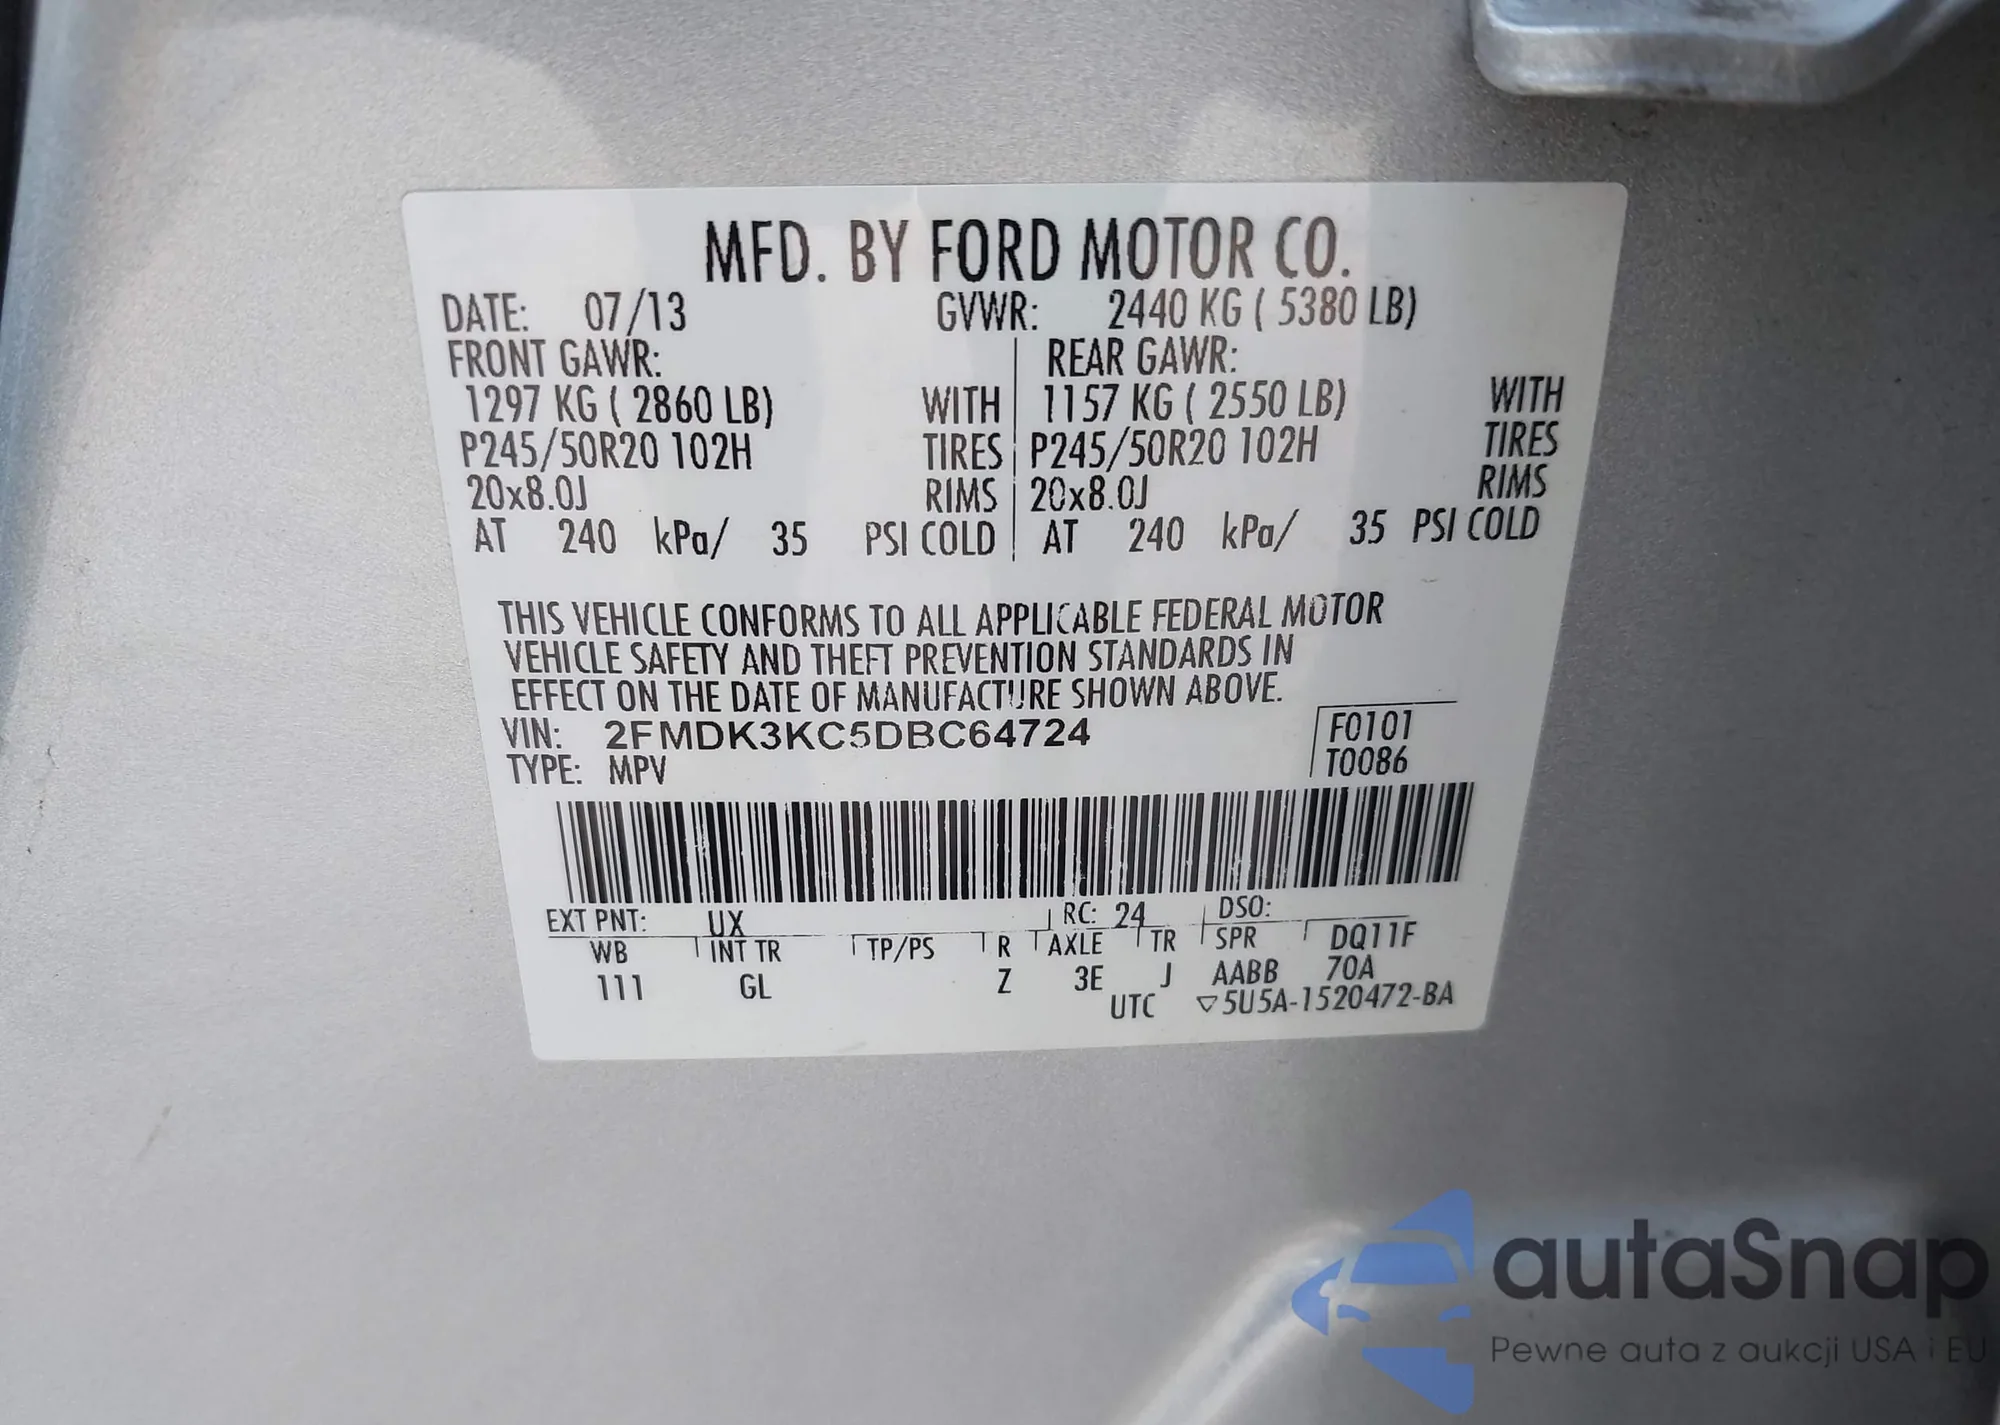 MFD. BY FORD MOTOR CO.
DATE: 07/13 GVWR: 2440 KG ( 5380 LB)
FRONT GAWR: REAR GAWR:
1297 KG ( 2860 LB) WITH 1157 KG ( 2550 LB) WITH
P245/50R20 102H TIRES P245/50R20 102H TIRES
20x8.0J RIMS 20x8.0J RIMS
AT 240 kPa/ 35 PSI COLD AT 240 kPa/ 35 PSI COLD
THIS VEHICLE CONFORMS TO ALL APPLICABLE FEDERAL MOTOR
VEHICLE SAFETY AND THEFT PREVENTION STANDARDS IN
EFFECT ON THE DATE OF MANUFACTURE SHOWN ABOVE.
VIN: 2FMDK3KC5DBC64724 F0101
TYPE: MPV T0086
EXT PNT: UX RC: 24 DSO:
WB INT TR TP/PS R AXLE TR SPR DQ11F
111 GL Z 3E J AABB 70A
UTC ▽5U5A-1520472-BA
autaSnap
Pewne auta z aukcji USA i EU